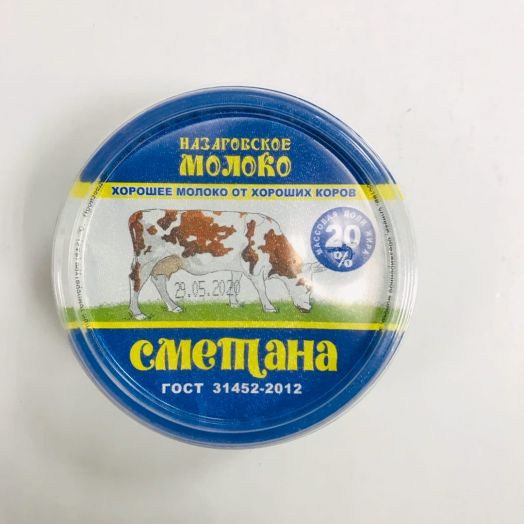 НАЗАРОВСКОЕ
МОЛОКО
ХОРОШЕЕ МОЛОКО ОТ ХОРОШИХ КОРОВ
МАССОВАЯ ДОЛЯ ЖИРА
20
%
29.05.2020
сметана
ГОСТ 31452-2012